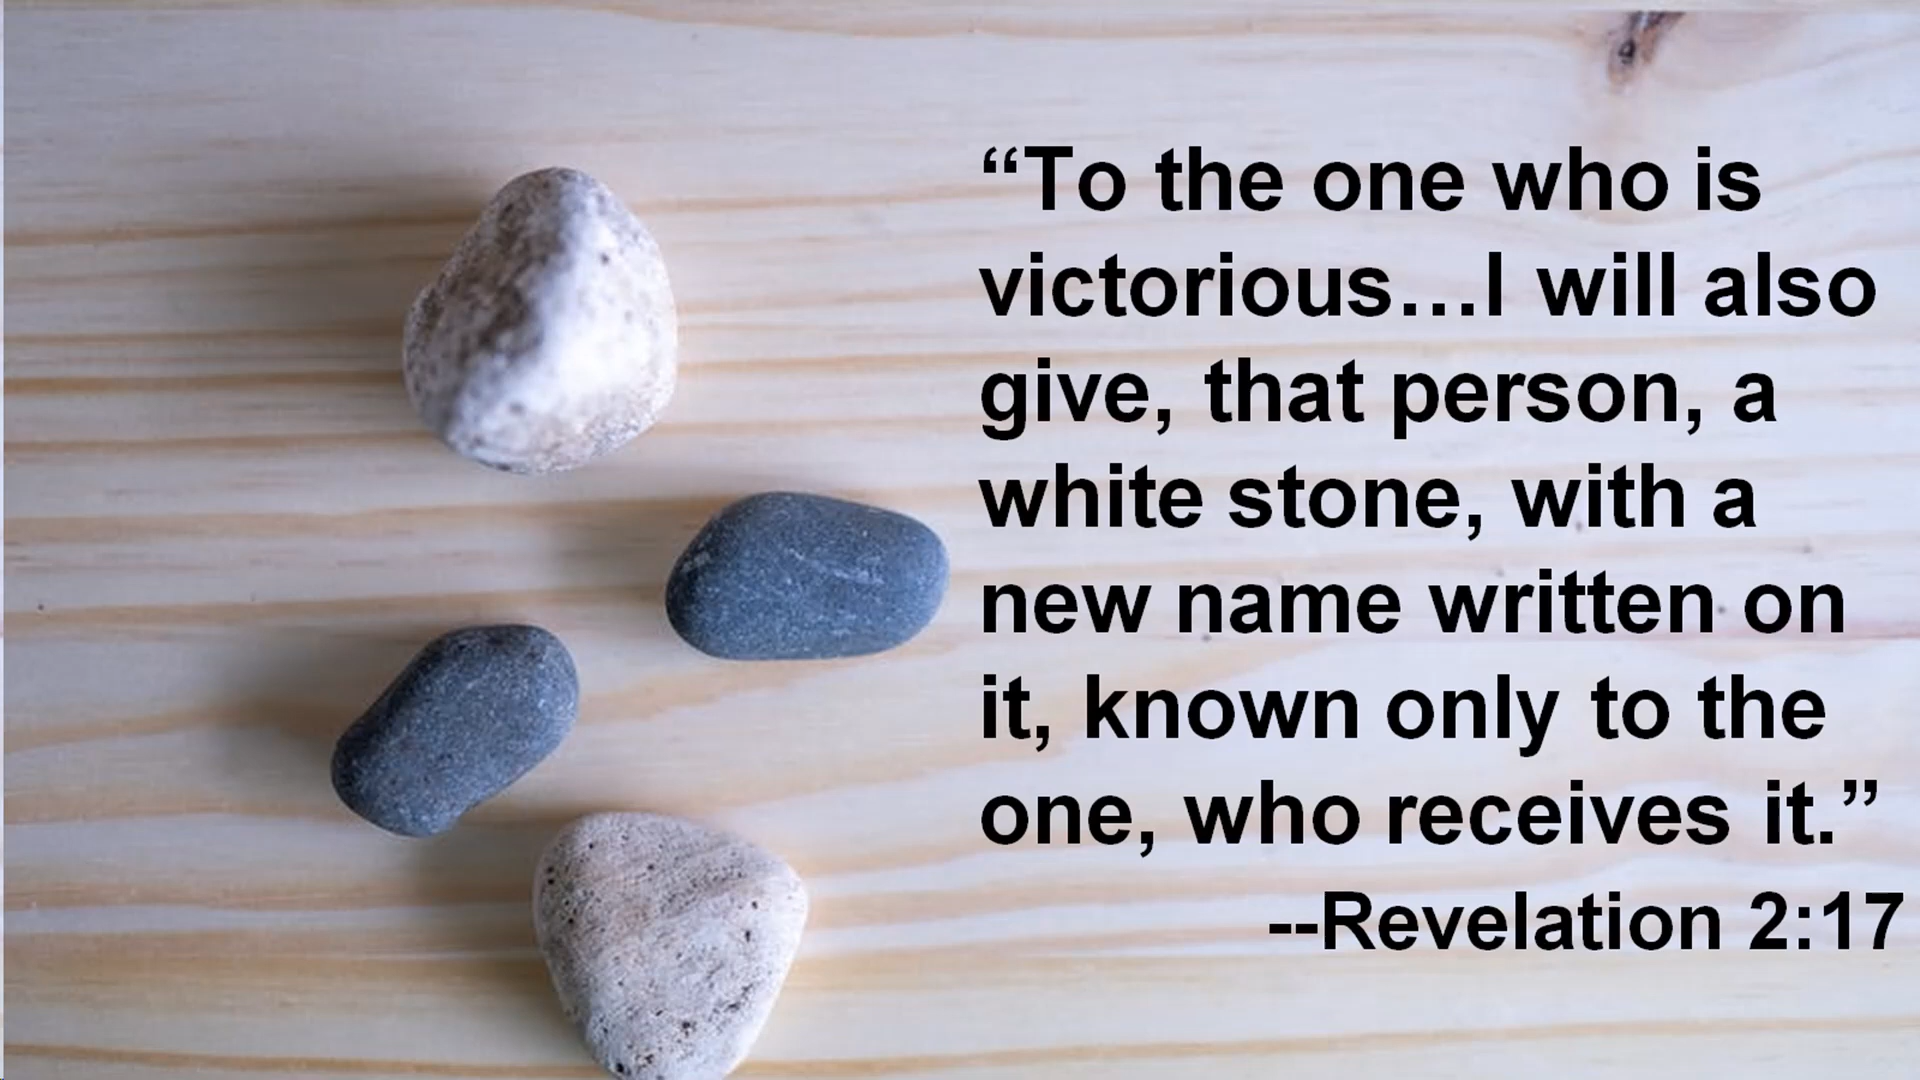 “To the one who is
victorious…I will also
give, that person, a
white stone, with a
new name written on
it, known only to the
one, who receives it.”
--Revelation 2:17